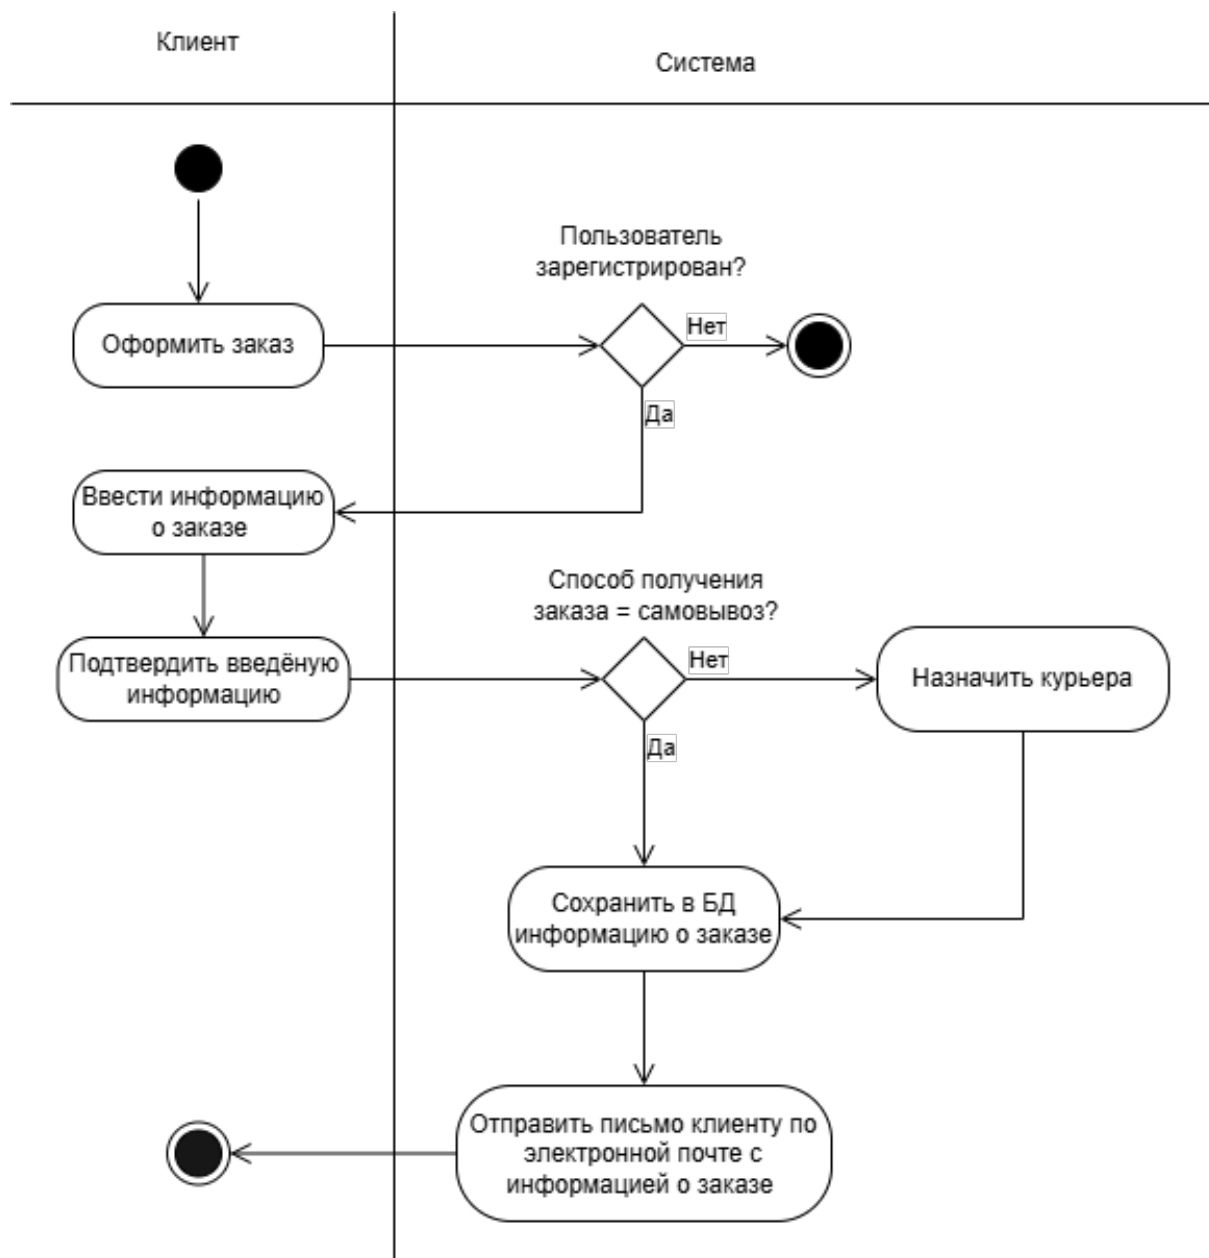 Клиент
Система
Пользователь
зарегистрирован?
Оформить заказ
Нет
Да
Ввести информацию
о заказе
Способ получения
заказа = самовывоз?
Подтвердить введёную
информацию
Нет
Назначить курьера
Да
Сохранить в БД
информацию о заказе
Отправить письмо клиенту по
электронной почте с
информацией о заказе